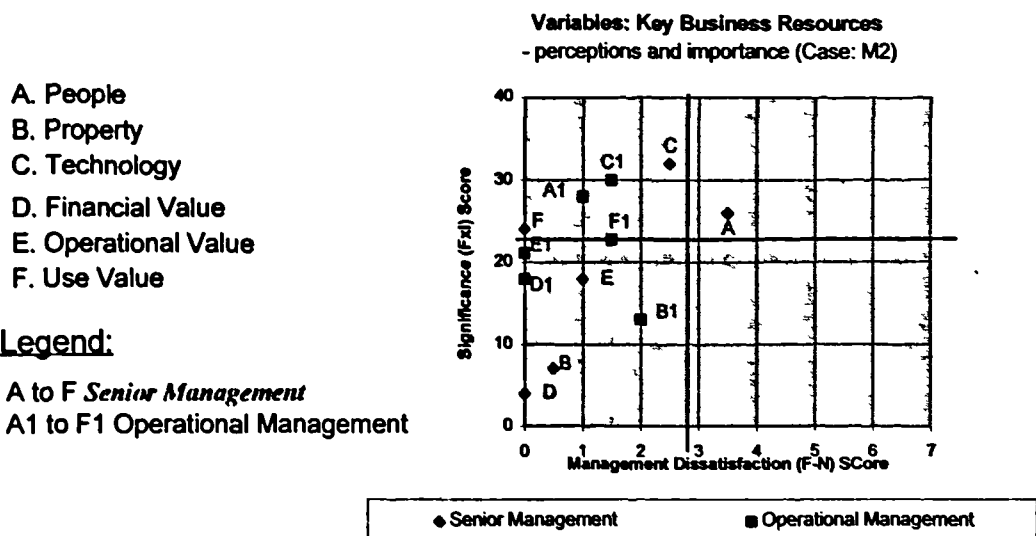 Variables: Key Business Resources
- perceptions and importance (Case: M2)
A. People
B. Property
C. Technology
D. Financial Value
E. Operational Value
F. Use Value
Legend:
A to F Senior Management
A1 to F1 Operational Management
Significance (FxI) Score
40
30
20
10
0
C
C1
A1
F
F1
A
E1
D1
E
B1
B
D
0 1 2 3 4 5 6 7
Management Dissatisfaction (F-N) SCore
Senior Management Operational Management